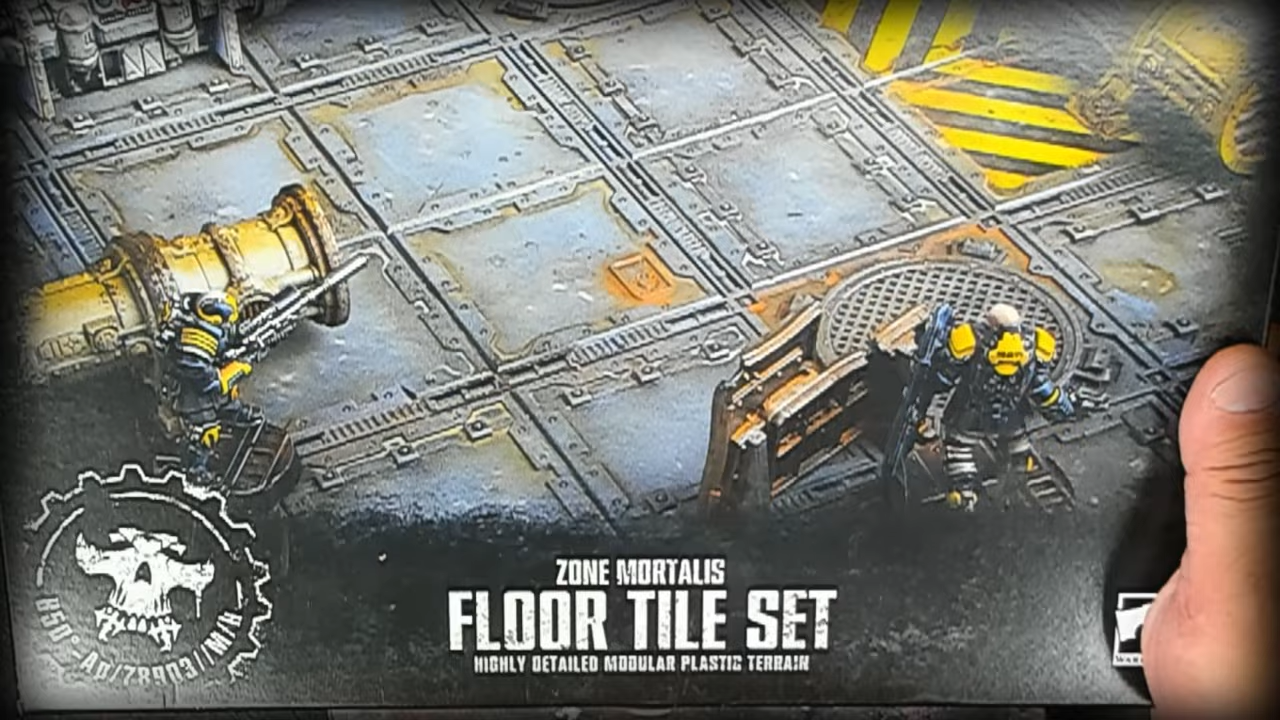 ZONE MORTALIS
FLOOR TILE SET
HIGHLY DETAILED MODULAR PLASTIC TERRAIN